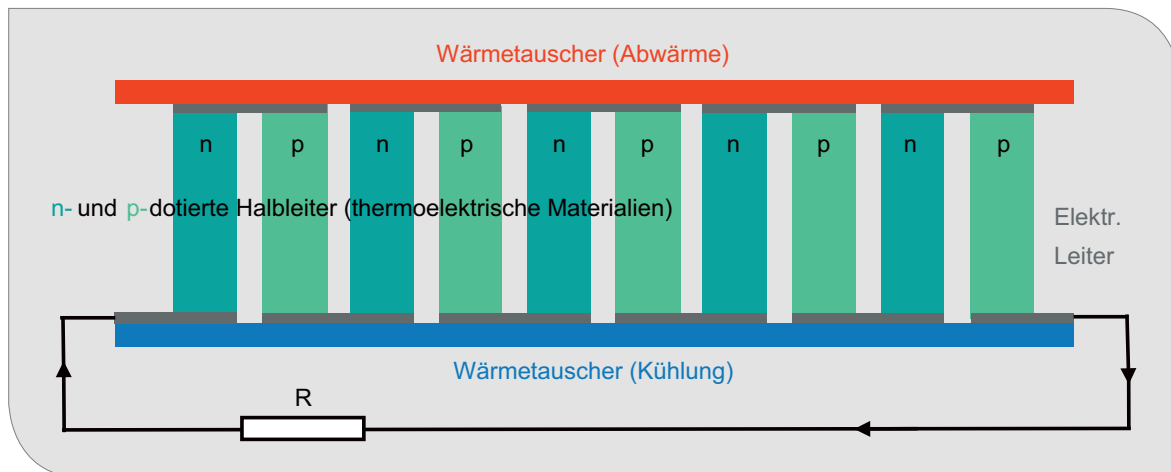 Wärmetauscher (Abwärme)
n p n p n p n p n p
n- und p-dotierte Halbleiter (thermoelektrische Materialien)
Elektr.
Leiter
Wärmetauscher (Kühlung)
R